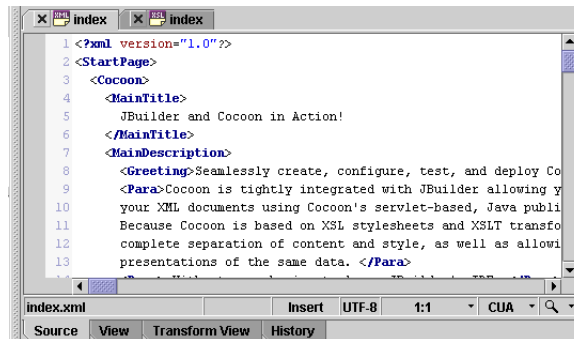 XML index XSL index
1 <?xml version="1.0"?>
2 <StartPage>
3 <Cocoon>
4 <MainTitle>
5 JBuilder and Cocoon in Action!
6 </MainTitle>
7 <MainDescription>
8 <Greeting>Seamlessly create, configure, test, and deploy Co
9 <Para>Cocoon is tightly integrated with JBuilder allowing y
10 your XML documents using Cocoon's servlet-based, Java publi
11 Because Cocoon is based on XSL stylesheets and XSLT transfo
12 complete separation of content and style, as well as allowi
13 presentations of the same data. </Para>
index.xml Insert UTF-8 1:1 CUA
Source View Transform View History